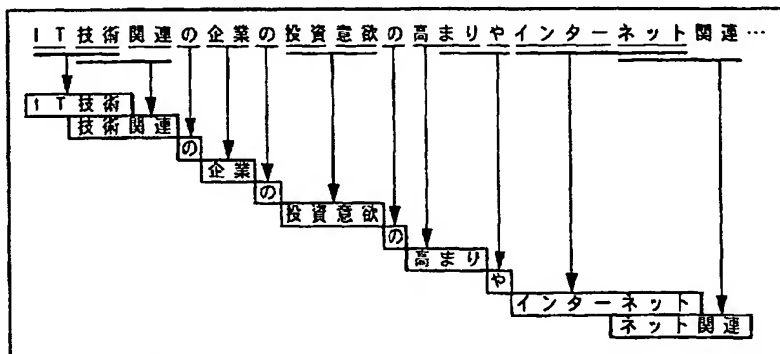 IT技術関連の企業の投資意欲の高まりやインターネット関連…
IT技術
技術関連
の
企業
の
投資意欲
の
高まり
や
インターネット
ネット関連